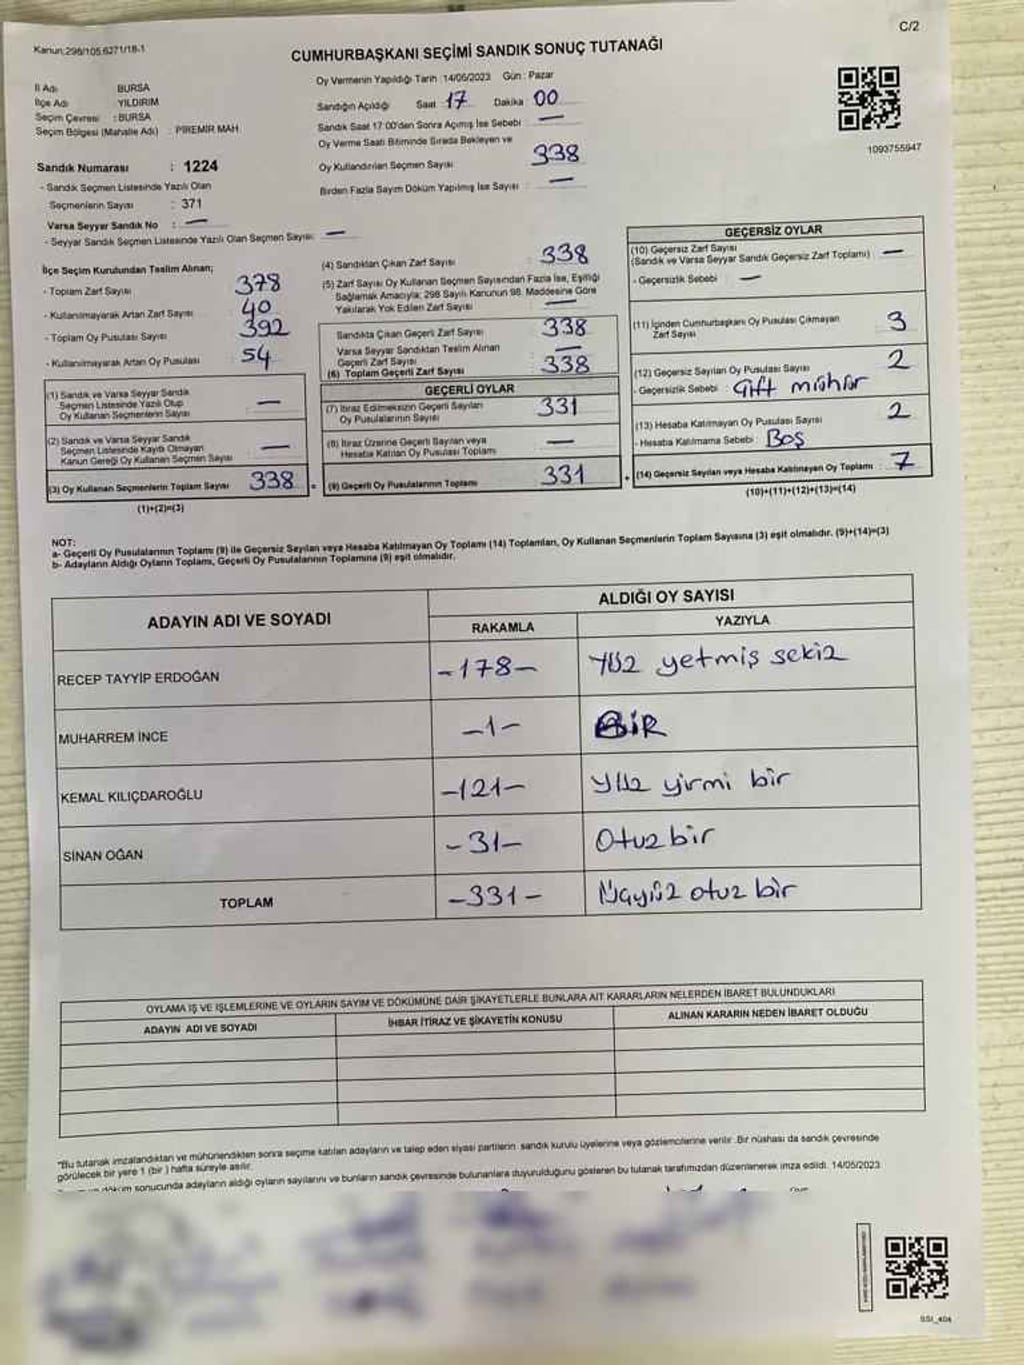 Kanun:298/105.6271/18-1
C/2
CUMHURBAŞKANI SEÇİMİ SANDIK SONUÇ TUTANAĞI
İl Adı BURSA
İlçe Adı YILDIRIM
Seçim Çevresi : BURSA
Seçim Bölgesi (Mahalle Adı) : PİREMİR MAH.
Oy Vermenin Yapıldığı Tarih :14/05/2023 Gün : Pazar
Sandığın Açıldığı Saat 17 Dakika 00
Sandık Saat 17:00'den Sonra Açılmış İse Sebebi —
Oy Verme Saati Bitiminde Sırada Bekleyen ve
Oy Kullandırılan Seçmen Sayısı 338
Birden Fazla Sayım Döküm Yapılmış İse Sayısı —
1093755947
Sandık Numarası : 1224
- Sandık Seçmen Listesinde Yazılı Olan
Seçmenlerin Sayısı : 371
Varsa Seyyar Sandık No : —
- Seyyar Sandık Seçmen Listesinde Yazılı Olan Seçmen Sayısı: —
İlçe Seçim Kurulundan Teslim Alınan;
- Toplam Zarf Sayısı 378
- Kullanılmayarak Artan Zarf Sayısı 40
- Toplam Oy Pusulası Sayısı 392
- Kullanılmayarak Artan Oy Pusulası 54
(1) Sandık ve Varsa Seyyar Sandık
Seçmen Listesinde Yazılı Olup
Oy Kullanan Seçmenlerin Sayısı —
(2) Sandık ve Varsa Seyyar Sandık
Seçmen Listesinde Kayıtlı Olmayan
Kanun Gereği Oy Kullanan Seçmen Sayısı —
(3) Oy Kullanan Seçmenlerin Toplam Sayısı 338
(1)+(2)=(3)
(4) Sandıktan Çıkan Zarf Sayısı 338
(5) Zarf Sayısı Oy Kullanan Seçmen Sayısından Fazla İse, Eşitliği
Sağlamak Amacıyla; 298 Sayılı Kanunun 98. Maddesine Göre
Yakılarak Yok Edilen Zarf Sayısı —
Sandıkta Çıkan Geçerli Zarf Sayısı 338
Varsa Seyyar Sandıktan Teslim Alınan
Geçerli Zarf Sayısı —
(6) Toplam Geçerli Zarf Sayısı 338
GEÇERLİ OYLAR
(7) İtiraz Edilmeksizin Geçerli Sayılan
Oy Pusulalarının Sayısı 331
(8) İtiraz Üzerine Geçerli Sayılan veya
Hesaba Katılan Oy Pusulası Toplamı —
(9) Geçerli Oy Pusulalarının Toplamı 331
GEÇERSİZ OYLAR
(10) Geçersiz Zarf Sayısı
(Sandık ve Varsa Seyyar Sandık Geçersiz Zarf Toplamı) —
- Geçersizlik Sebebi : —
(11) İçinden Cumhurbaşkanı Oy Pusulası Çıkmayan
Zarf Sayısı 3
(12) Geçersiz Sayılan Oy Pusulası Sayısı 2
- Geçersizlik Sebebi : Çift mühür
(13) Hesaba Katılmayan Oy Pusulası Sayısı 2
- Hesaba Katılmama Sebebi : Boş
(14) Geçersiz Sayılan veya Hesaba Katılmayan Oy Toplamı : 7
(10)+(11)+(12)+(13)=(14)
NOT:
a- Geçerli Oy Pusulalarının Toplamı (9) ile Geçersiz Sayılan veya Hesaba Katılmayan Oy Toplamı (14) Toplamları, Oy Kullanan Seçmenlerin Toplam Sayısına (3) eşit olmalıdır. (9)+(14)=(3)
b- Adayların Aldığı Oyların Toplamı, Geçerli Oy Pusulalarının Toplamına (9) eşit olmalıdır.
ADAYIN ADI VE SOYADI
ALDIĞI OY SAYISI
RAKAMLA YAZIYLA
RECEP TAYYİP ERDOĞAN -178- Yüz yetmiş sekiz
MUHARREM İNCE -1- BİR
KEMAL KILIÇDAROĞLU -121- Yüz yirmi bir
SİNAN OĞAN -31- Otuz bir
TOPLAM -331- Üçyüz otuz bir
OYLAMA İŞ VE İŞLEMLERİNE VE OYLARIN SAYIM VE DÖKÜMÜNE DAİR ŞİKAYETLERLE BUNLARA AİT KARARLARIN NELERDEN İBARET BULUNDUKLARI
ADAYIN ADI VE SOYADI İHBAR İTİRAZ VE ŞİKAYETİN KONUSU ALINAN KARARIN NEDEN İBARET OLDUĞU
"Bu tutanak imzalandıktan ve mühürlendikten sonra seçime katılan adayların ve talep eden siyasi partilerin sandık kurulu üyelerine veya gözlemcilerine verilir. Bir nüshası da sandık çevresinde
görülecek bir yere 1 (bir) hafta süreyle asılır.
döküm sonucunda adayların aldığı oyların sayılarını ve bunların sandık çevresinde bulunanlara duyurulduğunu gösteren bu tutanak tarafımızdan düzenlenerek imza edildi. 14/05/2023
SSI_404